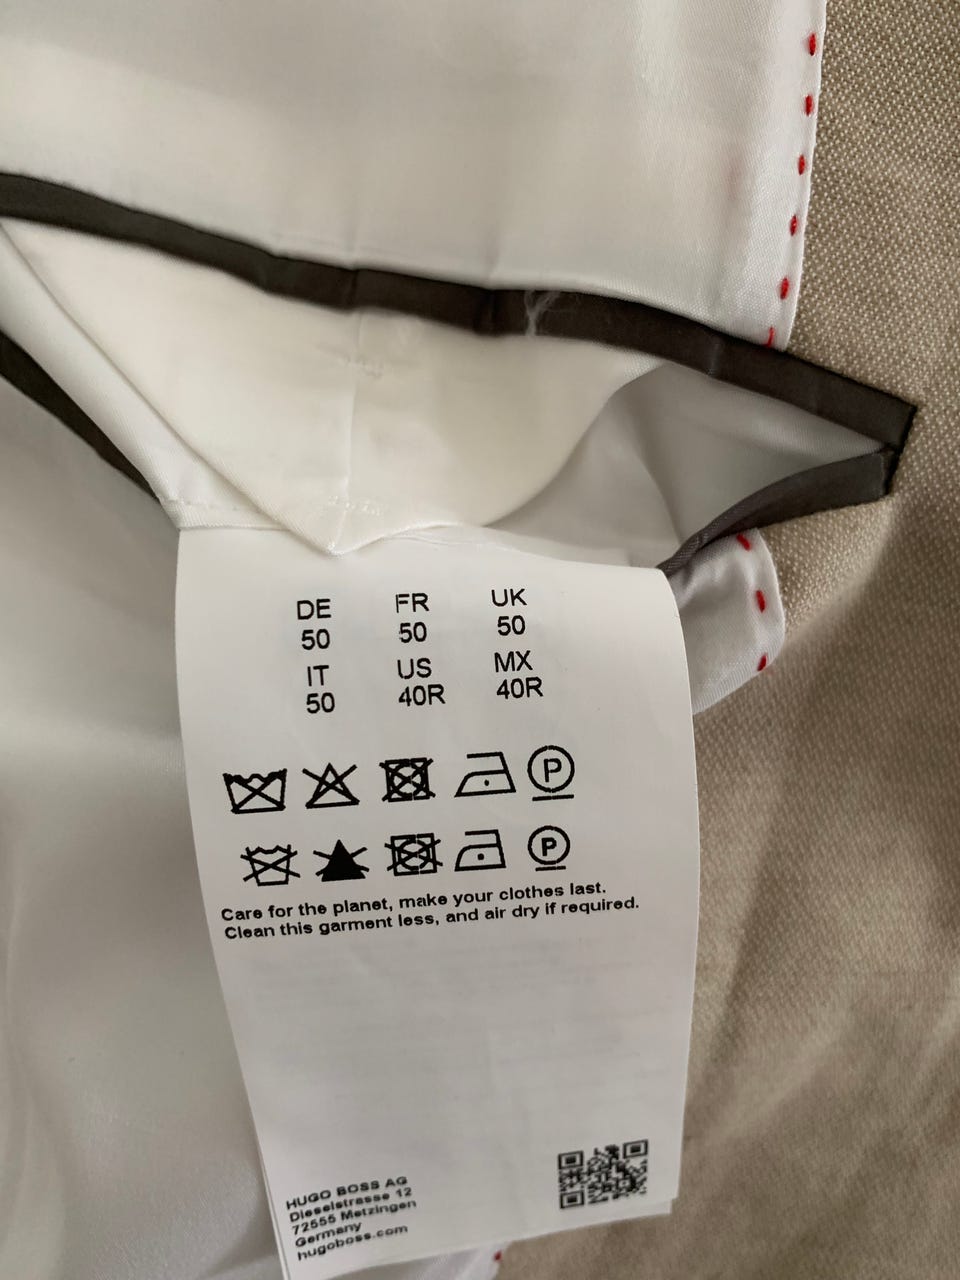 DE FR UK
50 50 50
IT US MX
50 40R 40R
P
P
Care for the planet, make your clothes last.
Clean this garment less, and air dry if required.
HUGO BOSS AG
Dieselstrasse 12
72555 Metzingen
Germany
hugoboss.com